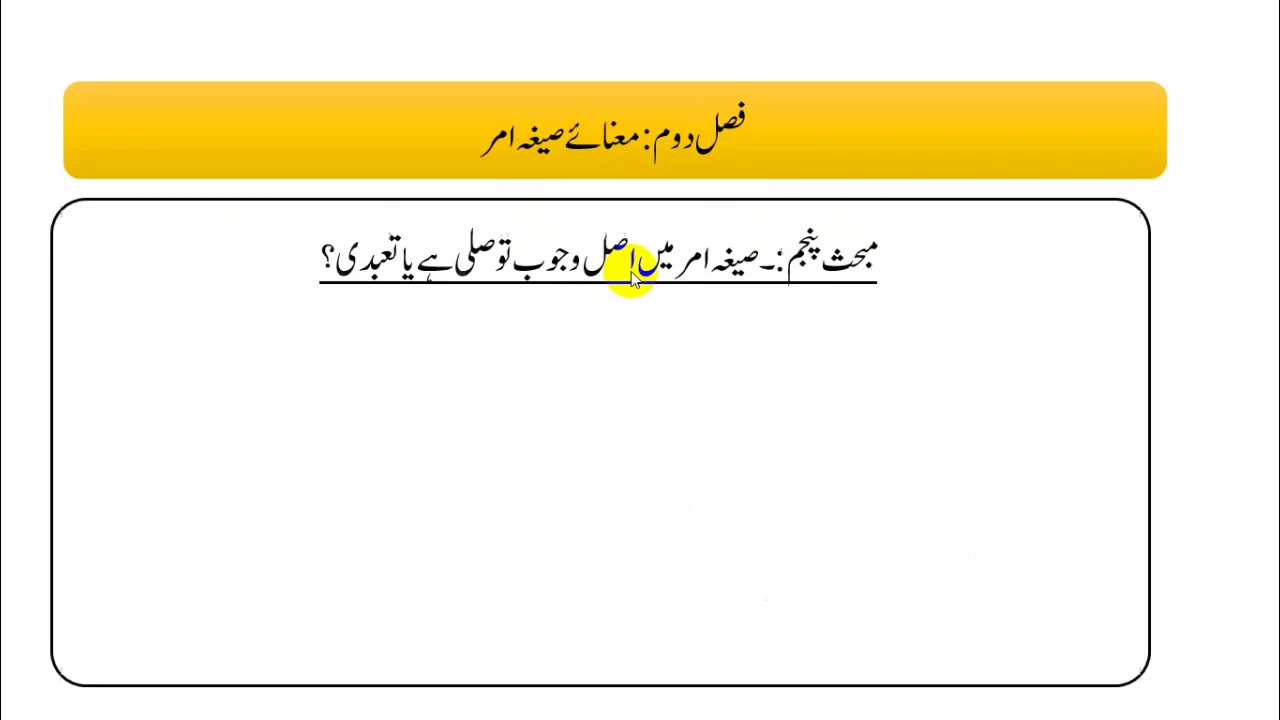 فصل دوم: معنائے صیغہ امر
مبحث پنجم:۔ صیغہ امر میں اصل وجوب توصلی ہے یا تعبدی؟